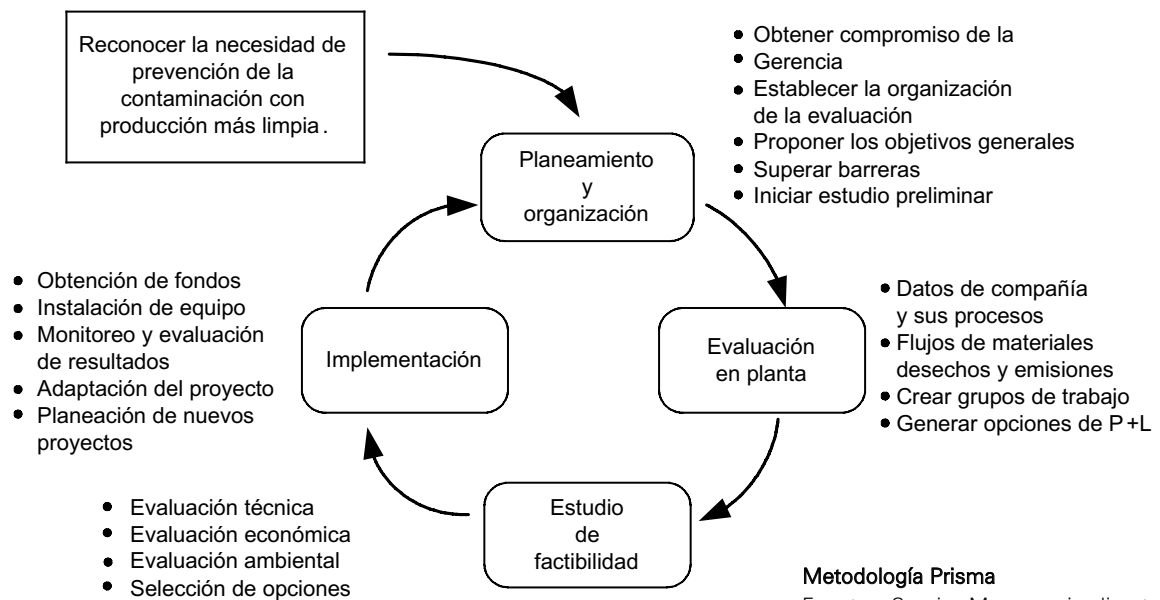 Reconocer la necesidad de
prevención de la
contaminación con
producción más limpia.
• Obtener compromiso de la
• Gerencia
• Establecer la organización
de la evaluación
• Proponer los objetivos generales
• Superar barreras
• Iniciar estudio preliminar
Planeamiento
y
organización
• Obtención de fondos
• Instalación de equipo
• Monitoreo y evaluación
de resultados
• Adaptación del proyecto
• Planeación de nuevos
proyectos
Implementación
Evaluación
en planta
• Datos de compañía
y sus procesos
• Flujos de materiales
desechos y emisiones
• Crear grupos de trabajo
• Generar opciones de P+L
• Evaluación técnica
• Evaluación económica
• Evaluación ambiental
• Selección de opciones
Estudio
de
factibilidad
Metodología Prisma